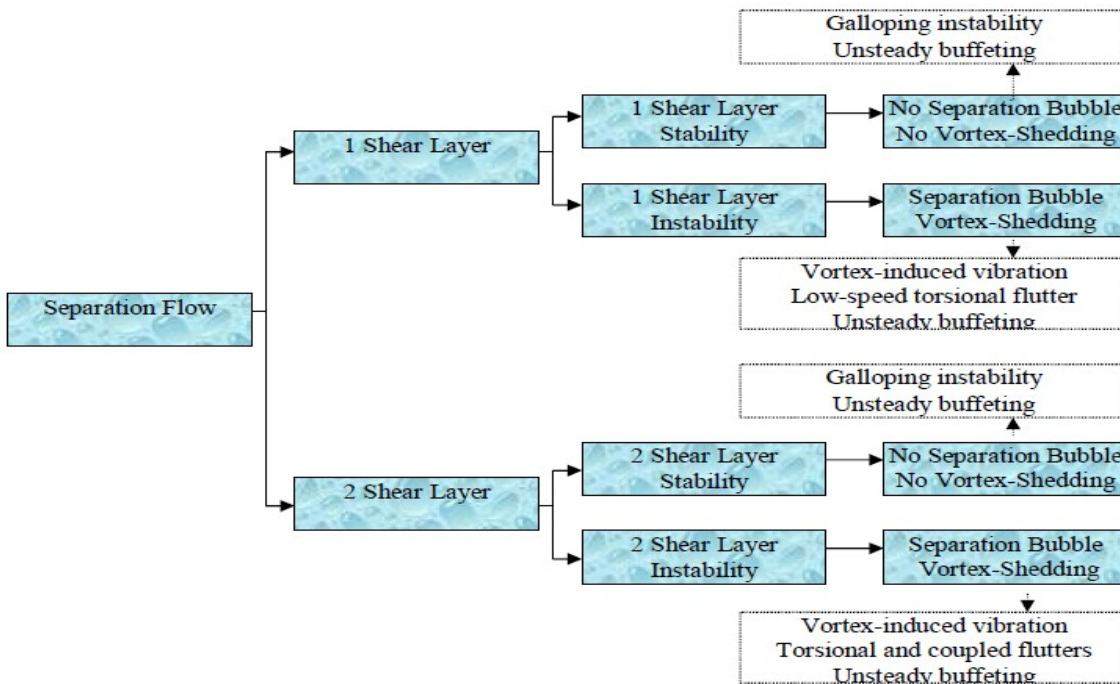 Galloping instability
Unsteady buffeting
1 Shear Layer
1 Shear Layer
Stability
No Separation Bubble
No Vortex-Shedding
1 Shear Layer
Instability
Separation Bubble
Vortex-Shedding
Vortex-induced vibration
Low-speed torsional flutter
Unsteady buffeting
Separation Flow
Galloping instability
Unsteady buffeting
2 Shear Layer
2 Shear Layer
Stability
No Separation Bubble
No Vortex-Shedding
2 Shear Layer
Instability
Separation Bubble
Vortex-Shedding
Vortex-induced vibration
Torsional and coupled flutters
Unsteady buffeting